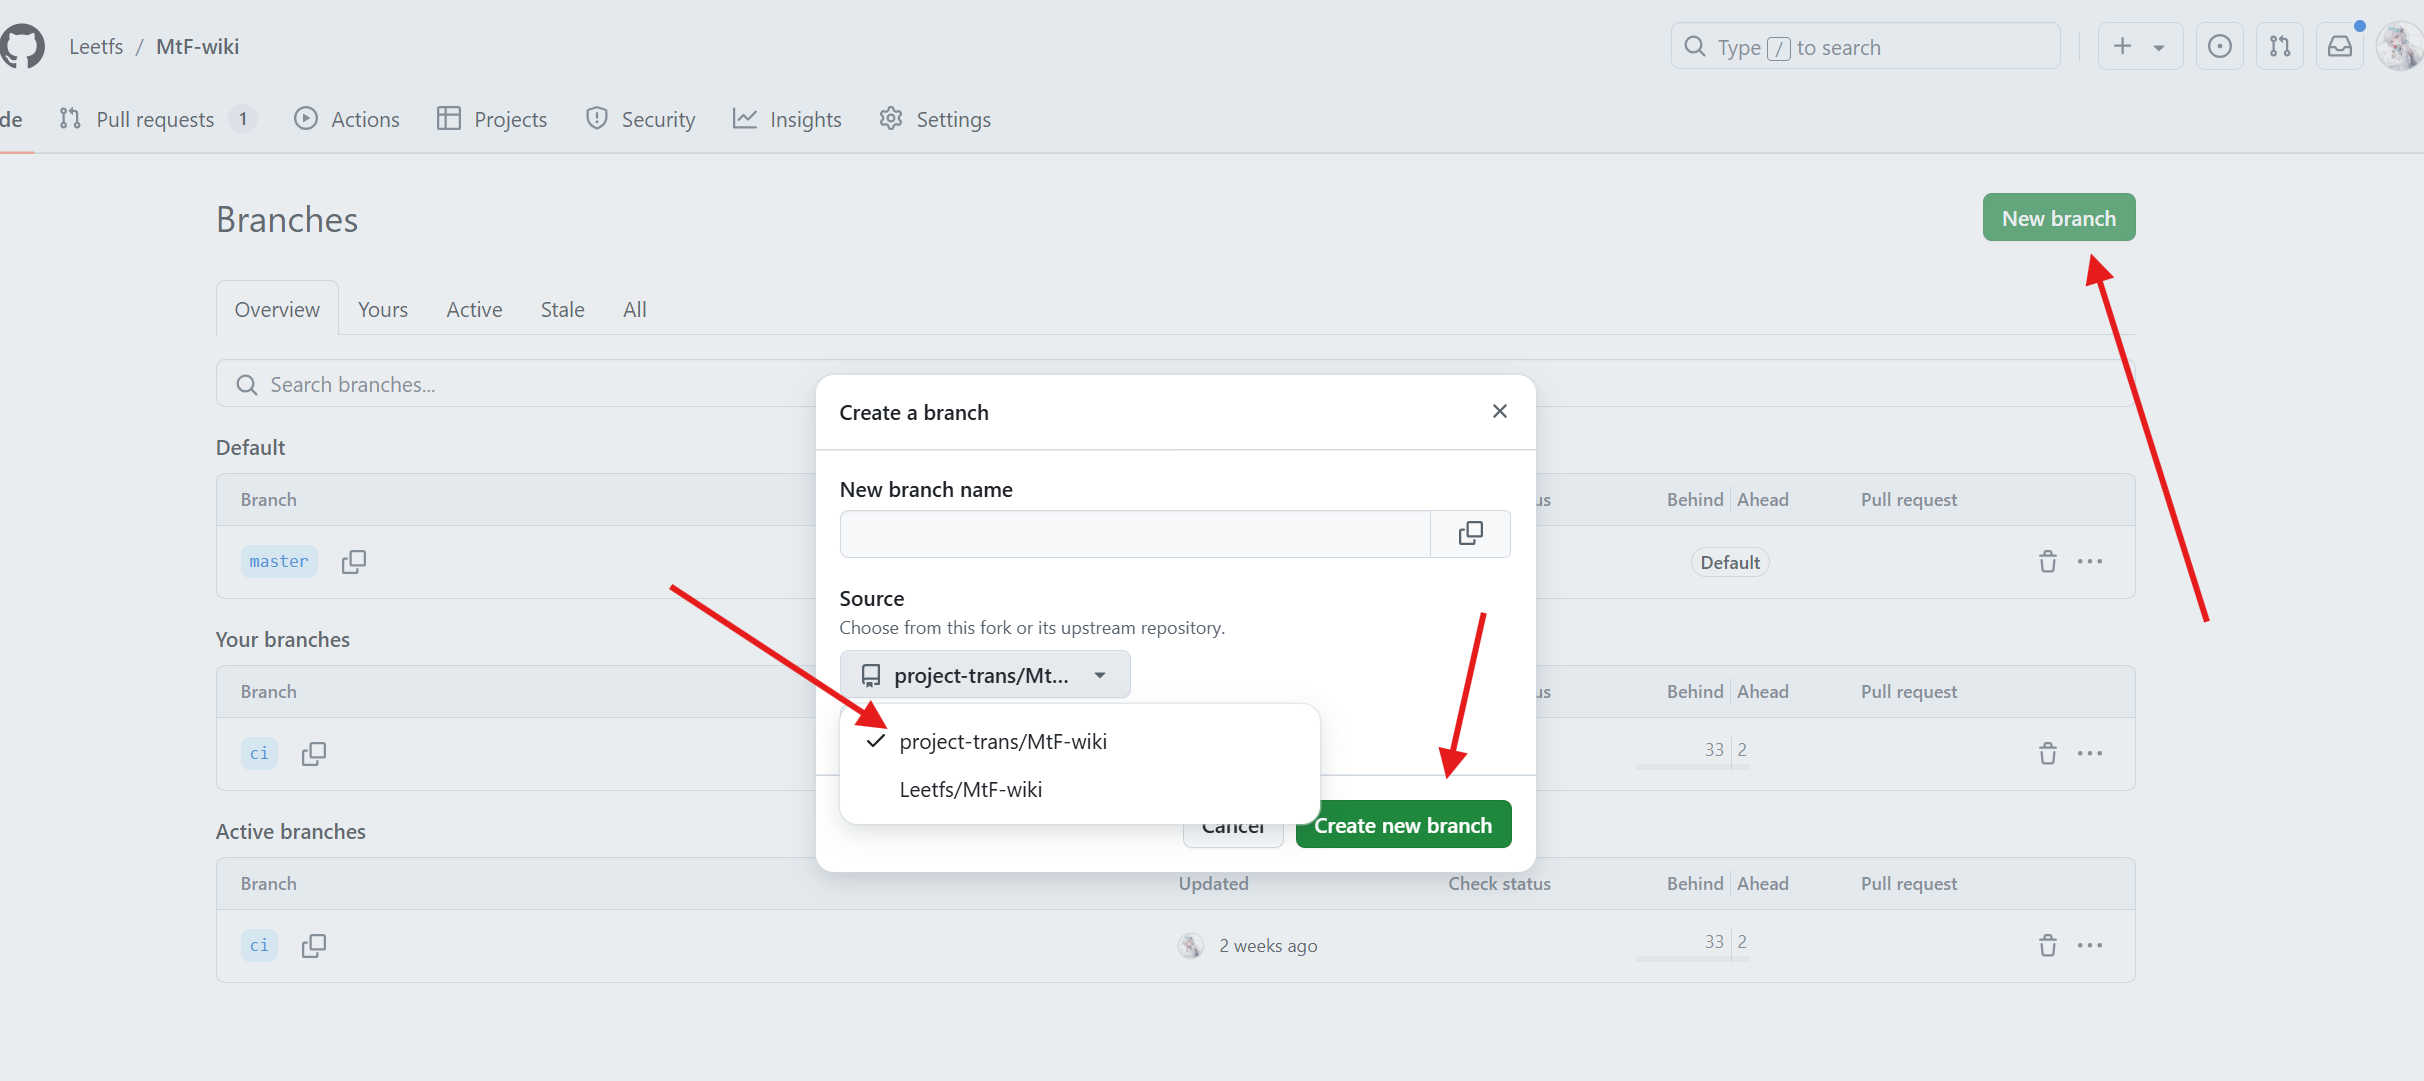 Leetfs / MtF-wiki
Type / to search
de
Pull requests 1
Actions
Projects
Security
Insights
Settings
Branches
New branch
Overview
Yours
Active
Stale
All
Search branches...
Default
Branch
us
Behind
Ahead
Pull request
master
Default
Your branches
Branch
us
Behind
Ahead
Pull request
ci
33 2
Active branches
Branch
Updated
Check status
Behind
Ahead
Pull request
ci
2 weeks ago
33 2
Create a branch
New branch name
Source
Choose from this fork or its upstream repository.
project-trans/Mt...
project-trans/MtF-wiki
Leetfs/MtF-wiki
Cancel
Create new branch